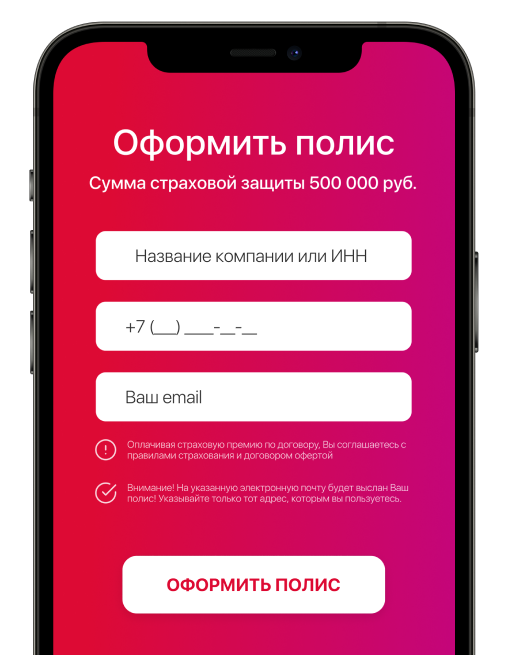 Оформить полис
Сумма страховой защиты 500 000 руб.
Название компании или ИНН
+7 (___) ____-__-__
Ваш email
Оплачивая страховую премию по договору, Вы соглашаетесь с
правилами страхования и договором офертой
Внимание! На указанную электронную почту будет выслан Ваш
полис! Указывайте только тот адрес, которым вы пользуетесь.
ОФОРМИТЬ ПОЛИС